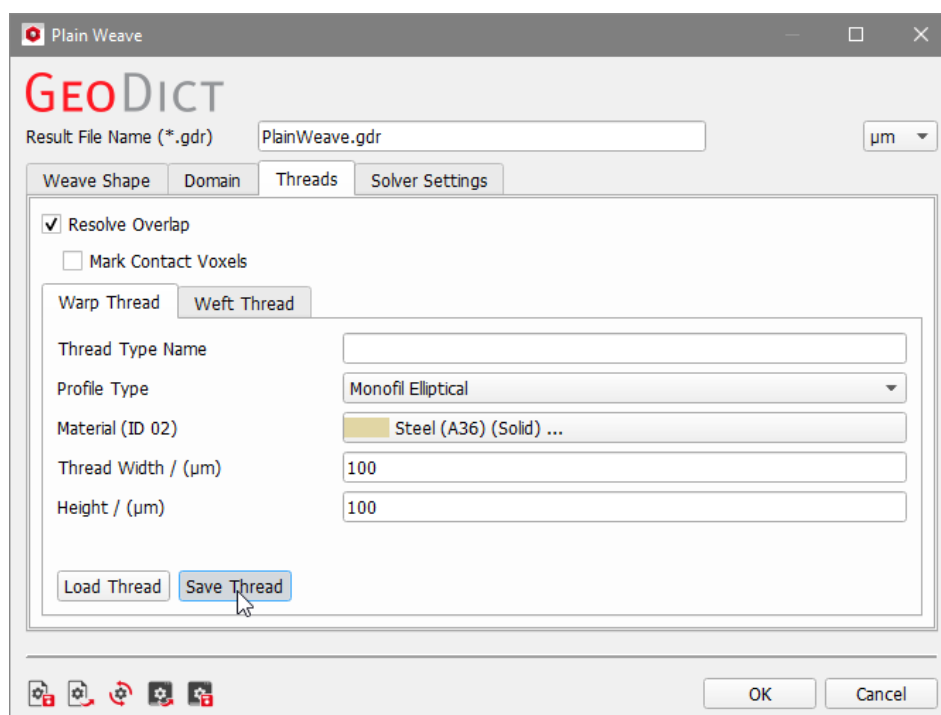 Plain Weave
GEODICT
Result File Name (*.gdr) PlainWeave.gdr µm
Weave Shape Domain Threads Solver Settings
Resolve Overlap
Mark Contact Voxels
Warp Thread Weft Thread
Thread Type Name
Profile Type Monofil Elliptical
Material (ID 02) Steel (A36) (Solid) ...
Thread Width / (µm) 100
Height / (µm) 100
Load Thread Save Thread
OK Cancel